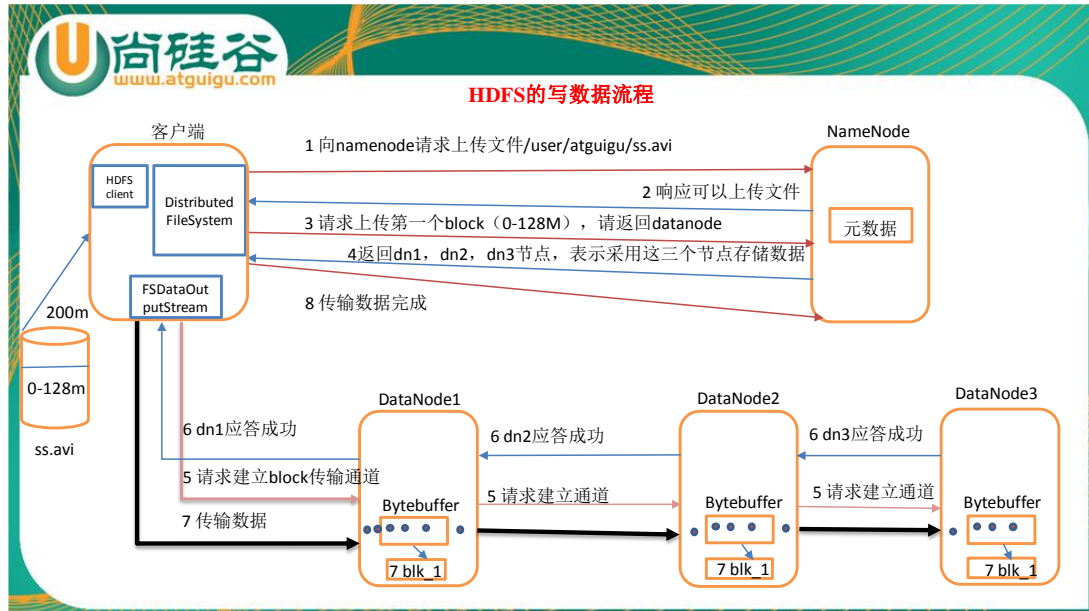 尚硅谷
www.atguigu.com
HDFS的写数据流程
客户端
NameNode
1 向namenode请求上传文件/user/atguigu/ss.avi
HDFS
client
Distributed
FileSystem
2 响应可以上传文件
3 请求上传第一个block（0-128M），请返回datanode
元数据
4返回dn1，dn2，dn3节点，表示采用这三个节点存储数据
FSDataOut
putStream
8 传输数据完成
200m
0-128m
ss.avi
DataNode1
DataNode2
DataNode3
6 dn1应答成功
6 dn2应答成功
6 dn3应答成功
5 请求建立block传输通道
5 请求建立通道
5 请求建立通道
7 传输数据
Bytebuffer
Bytebuffer
Bytebuffer
7 blk_1
7 blk_1
7 blk_1